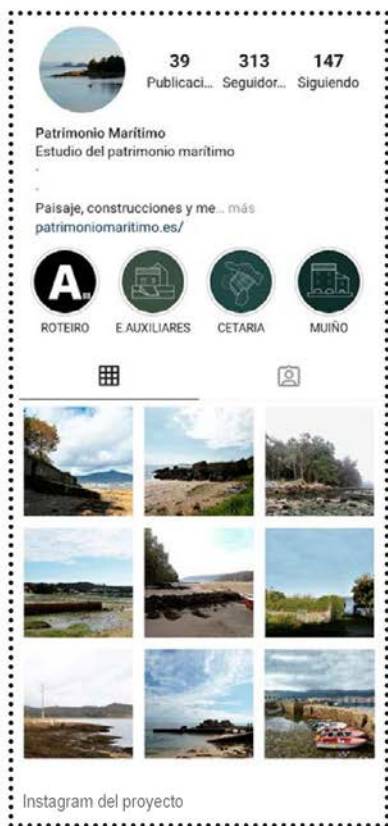 39 313 147
Publicaci... Seguidor... Siguiendo
Patrimonio Marítimo
Estudio del patrimonio marítimo
.
.
Paisaje, construcciones y me... más
patrimoniomaritimo.es/
A.
ROTEIRO E.AUXILIARES CETARIA MUIÑO
Instagram del proyecto